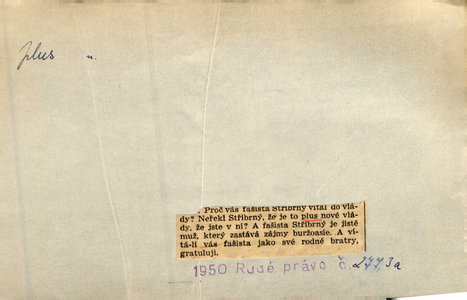 plus n.
Proč vás fašista Stříbrný vítal do vlá-
dy? Neřekl Stříbrný, že je to plus nové vlá-
dy, že jste v ní? A fašista Stříbrný je jistě
muž, který zastává zájmy buržoasie. A ví-
tá-li vás fašista jako své rodné bratry,
gratuluji.
1950 Rudé právo č. 277, 3a